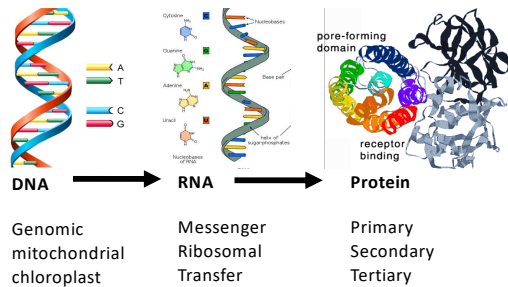 A
T
C
G
Cytosine
C
Guanine
G
Adenine
A
Uracil
U
Nucleobases
of RNA
Nucleobases
Base pair
helix of
sugar-phosphates
pore-forming
domain
receptor
binding
DNA
RNA
Protein
Genomic
mitochondrial
chloroplast
Messenger
Ribosomal
Transfer
Primary
Secondary
Tertiary